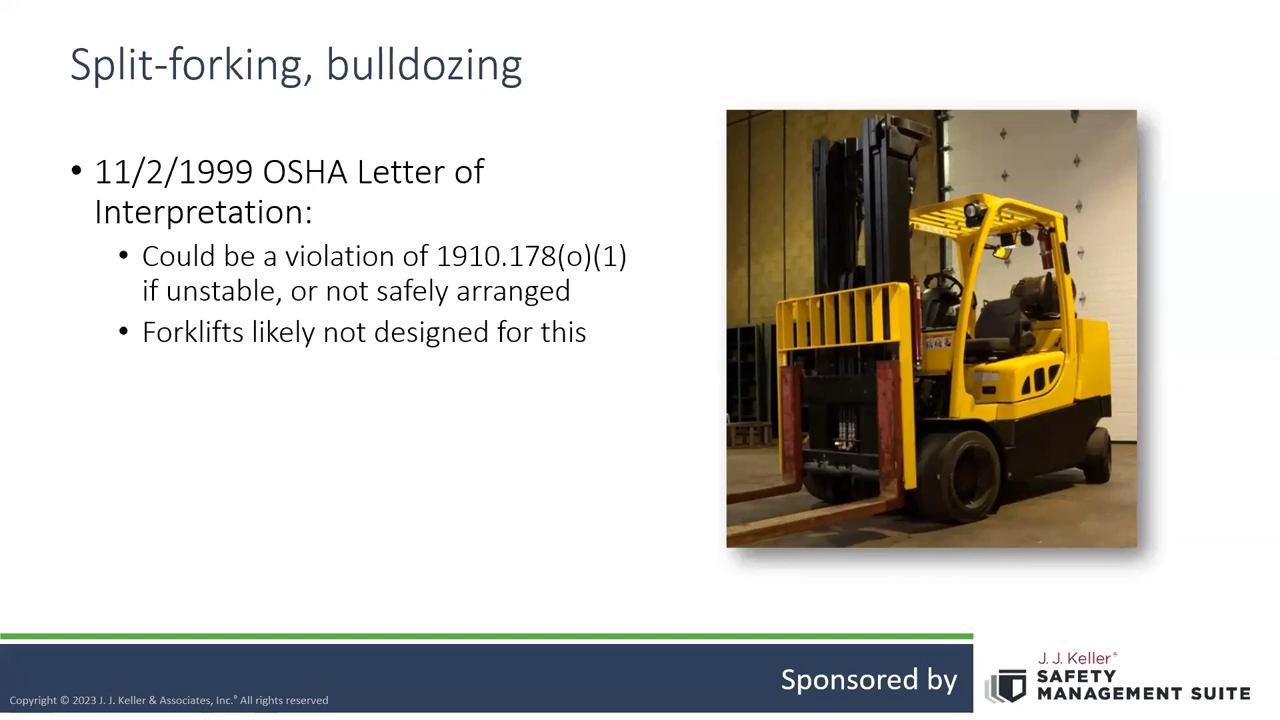 Split-forking, bulldozing
• 11/2/1999 OSHA Letter of
Interpretation:
• Could be a violation of 1910.178(o)(1)
if unstable, or not safely arranged
• Forklifts likely not designed for this
Sponsored by
J. J. Keller®
SAFETY
MANAGEMENT SUITE
Copyright © 2023 J. J. Keller & Associates, Inc.® All rights reserved